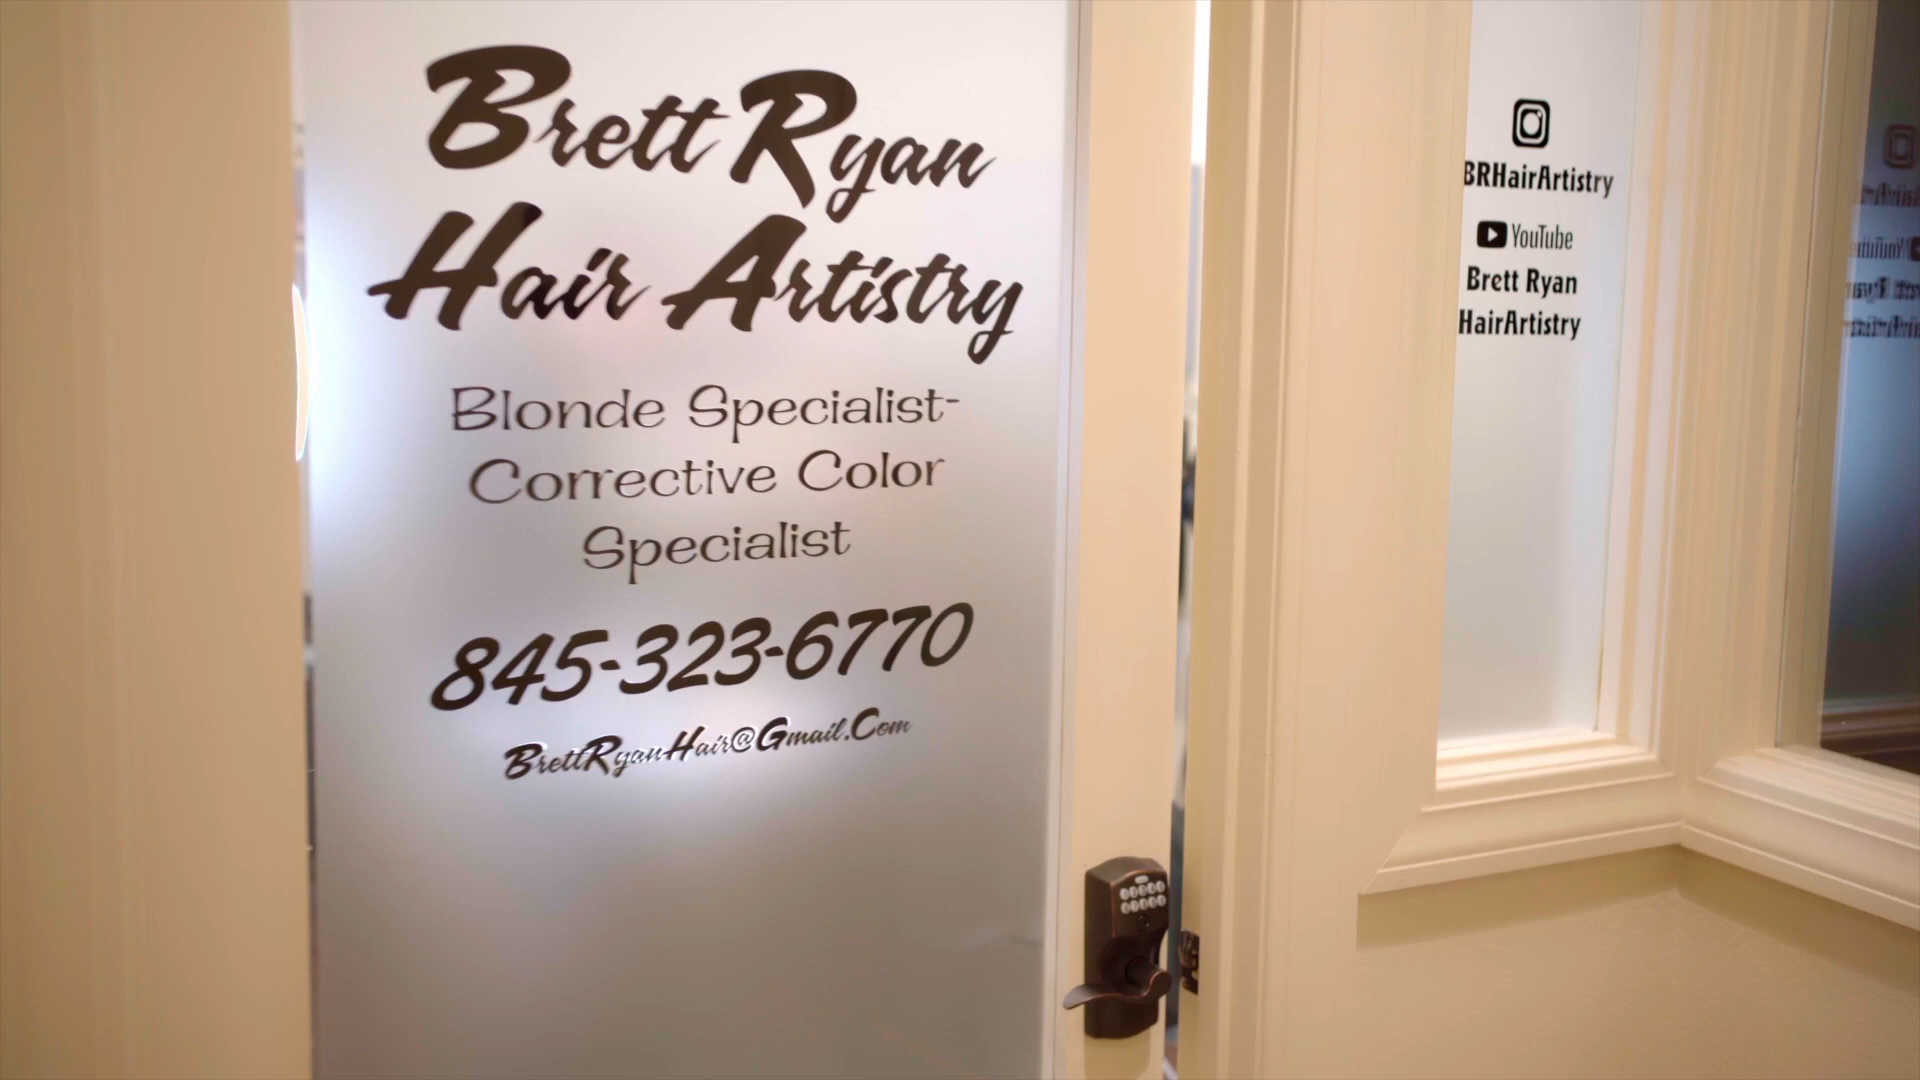 Brett Ryan
Hair Artistry
Blonde Specialist-
Corrective Color
Specialist
845-323-6770
BrettRyanHair@Gmail.Com
BRHairArtistry
YouTube
Brett Ryan
HairArtistry